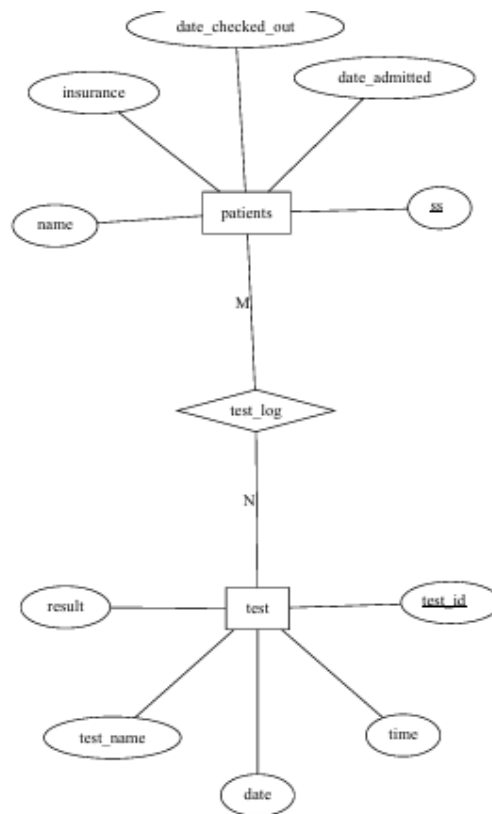 date_checked_out
date_admitted
insurance
patients
ss
name
M
test_log
N
result
test
test_id
test_name
time
date